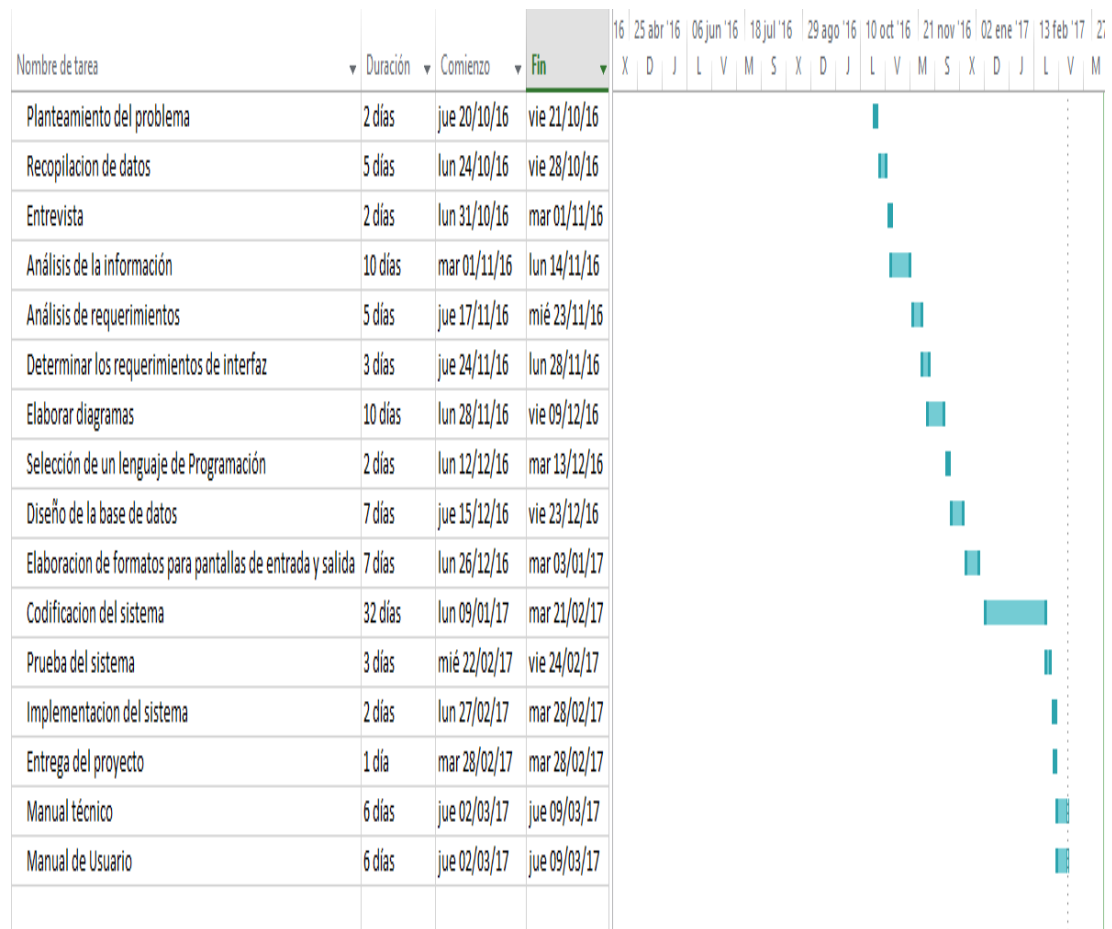 16 25 abr '16 06 jun '16 18 jul '16 29 ago '16 10 oct '16 21 nov '16 02 ene '17 13 feb '17 27
Nombre de tarea Duración Comienzo Fin X D J L V M S X D J L V M S X D J L V M
Planteamiento del problema 2 días jue 20/10/16 vie 21/10/16
Recopilacion de datos 5 días lun 24/10/16 vie 28/10/16
Entrevista 2 días lun 31/10/16 mar 01/11/16
Análisis de la información 10 días mar 01/11/16 lun 14/11/16
Análisis de requerimientos 5 días jue 17/11/16 mié 23/11/16
Determinar los requerimientos de interfaz 3 días jue 24/11/16 lun 28/11/16
Elaborar diagramas 10 días lun 28/11/16 vie 09/12/16
Selección de un lenguaje de Programación 2 días lun 12/12/16 mar 13/12/16
Diseño de la base de datos 7 días jue 15/12/16 vie 23/12/16
Elaboracion de formatos para pantallas de entrada y salida 7 días lun 26/12/16 mar 03/01/17
Codificacion del sistema 32 días lun 09/01/17 mar 21/02/17
Prueba del sistema 3 días mié 22/02/17 vie 24/02/17
Implementacion del sistema 2 días lun 27/02/17 mar 28/02/17
Entrega del proyecto 1 día mar 28/02/17 mar 28/02/17
Manual técnico 6 días jue 02/03/17 jue 09/03/17
Manual de Usuario 6 días jue 02/03/17 jue 09/03/17